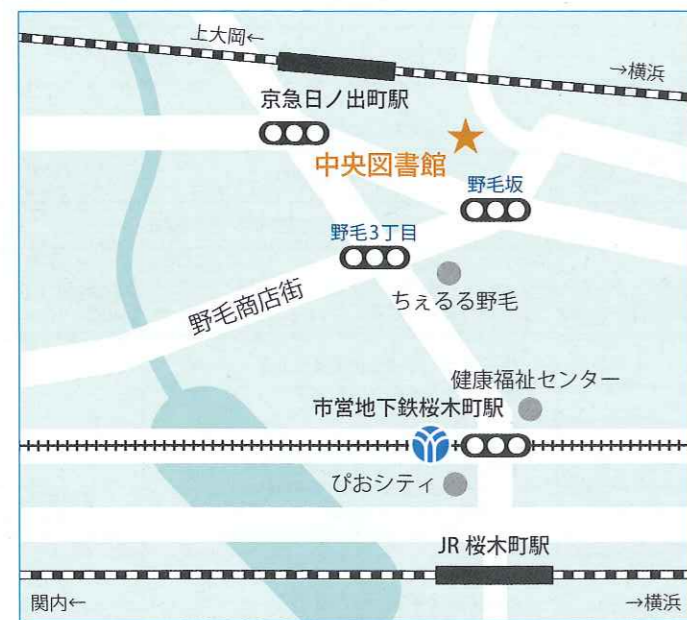 上大岡←
→横浜
京急日ノ出町駅
中央図書館
野毛坂
野毛3丁目
ちぇるる野毛
野毛商店街
健康福祉センター
市営地下鉄桜木町駅
ぴおシティ
JR 桜木町駅
関内←
→横浜